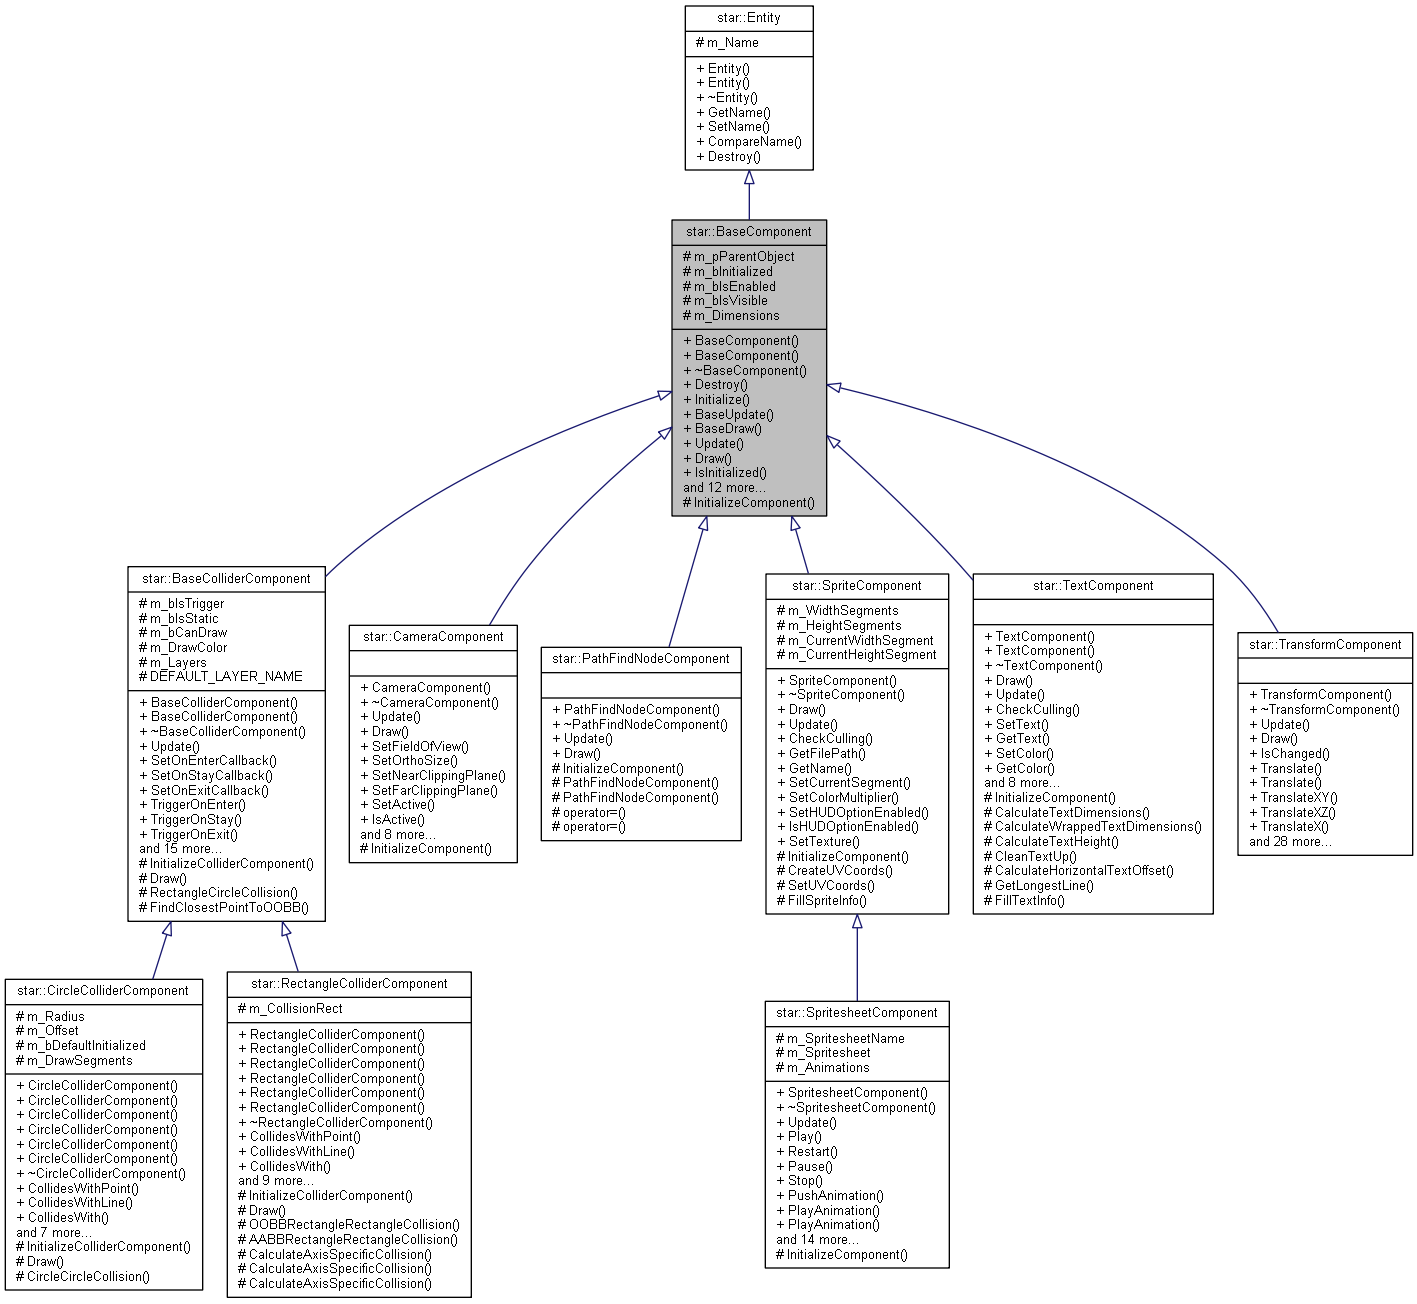 star::Entity
# m_Name
+ Entity()
+ Entity()
+ ~Entity()
+ GetName()
+ SetName()
+ CompareName()
+ Destroy()
star::BaseComponent
# m_pParentObject
# m_bInitialized
# m_bIsEnabled
# m_bIsVisible
# m_Dimensions
+ BaseComponent()
+ BaseComponent()
+ ~BaseComponent()
+ Destroy()
+ Initialize()
+ BaseUpdate()
+ BaseDraw()
+ Update()
+ Draw()
+ IsInitialized()
and 12 more...
# InitializeComponent()
star::BaseColliderComponent
# m_bIsTrigger
# m_bIsStatic
# m_bCanDraw
# m_DrawColor
# m_Layers
# DEFAULT_LAYER_NAME
+ BaseColliderComponent()
+ BaseColliderComponent()
+ ~BaseColliderComponent()
+ Update()
+ SetOnEnterCallback()
+ SetOnStayCallback()
+ SetOnExitCallback()
+ TriggerOnEnter()
+ TriggerOnStay()
+ TriggerOnExit()
and 15 more...
# InitializeColliderComponent()
# Draw()
# RectangleCircleCollision()
# FindClosestPointToOOBB()
star::CameraComponent
+ CameraComponent()
+ ~CameraComponent()
+ Update()
+ Draw()
+ SetFieldOfView()
+ SetOrthoSize()
+ SetNearClippingPlane()
+ SetFarClippingPlane()
+ SetActive()
+ IsActive()
and 8 more...
# InitializeComponent()
star::PathFindNodeComponent
+ PathFindNodeComponent()
+ ~PathFindNodeComponent()
+ Update()
+ Draw()
# InitializeComponent()
# PathFindNodeComponent()
# PathFindNodeComponent()
# operator=()
# operator=()
star::SpriteComponent
# m_WidthSegments
# m_HeightSegments
# m_CurrentWidthSegment
# m_CurrentHeightSegment
+ SpriteComponent()
+ ~SpriteComponent()
+ Draw()
+ Update()
+ CheckCulling()
+ GetFilePath()
+ GetName()
+ SetCurrentSegment()
+ SetColorMultiplier()
+ SetHUDOptionEnabled()
+ IsHUDOptionEnabled()
+ SetTexture()
# InitializeComponent()
# CreateUVCoords()
# SetUVCoords()
# FillSpriteInfo()
star::TextComponent
+ TextComponent()
+ TextComponent()
+ ~TextComponent()
+ Draw()
+ Update()
+ CheckCulling()
+ SetText()
+ GetText()
+ SetColor()
+ GetColor()
and 8 more...
# InitializeComponent()
# CalculateTextDimensions()
# CalculateWrappedTextDimensions()
# CalculateTextHeight()
# CleanTextUp()
# CalculateHorizontalTextOffset()
# GetLongestLine()
# FillTextInfo()
star::TransformComponent
+ TransformComponent()
+ ~TransformComponent()
+ Update()
+ Draw()
+ IsChanged()
+ Translate()
+ Translate()
+ TranslateXY()
+ TranslateXZ()
+ TranslateX()
and 28 more...
star::CircleColliderComponent
# m_Radius
# m_Offset
# m_bDefaultInitialized
# m_DrawSegments
+ CircleColliderComponent()
+ CircleColliderComponent()
+ CircleColliderComponent()
+ CircleColliderComponent()
+ CircleColliderComponent()
+ CircleColliderComponent()
+ ~CircleColliderComponent()
+ CollidesWithPoint()
+ CollidesWithLine()
+ CollidesWith()
and 7 more...
# InitializeColliderComponent()
# Draw()
# CircleCircleCollision()
star::RectangleColliderComponent
# m_CollisionRect
+ RectangleColliderComponent()
+ RectangleColliderComponent()
+ RectangleColliderComponent()
+ RectangleColliderComponent()
+ RectangleColliderComponent()
+ RectangleColliderComponent()
+ ~RectangleColliderComponent()
+ CollidesWithPoint()
+ CollidesWithLine()
+ CollidesWith()
and 9 more...
# InitializeColliderComponent()
# Draw()
# OOBBRectangleRectangleCollision()
# AABBRectangleRectangleCollision()
# CalculateAxisSpecificCollision()
# CalculateAxisSpecificCollision()
# CalculateAxisSpecificCollision()
star::SpritesheetComponent
# m_SpritesheetName
# m_Spritesheet
# m_Animations
+ SpritesheetComponent()
+ ~SpritesheetComponent()
+ Update()
+ Play()
+ Restart()
+ Pause()
+ Stop()
+ PushAnimation()
+ PlayAnimation()
+ PlayAnimation()
and 14 more...
# InitializeComponent()